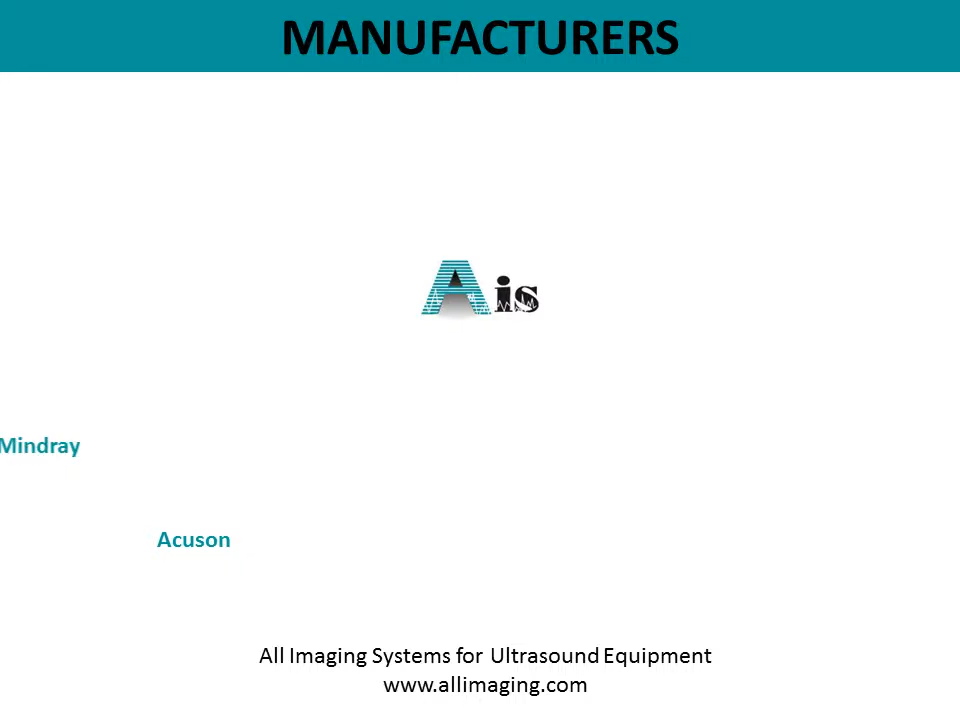 MANUFACTURERS
Ais
Mindray
Acuson
All Imaging Systems for Ultrasound Equipment
www.allimaging.com